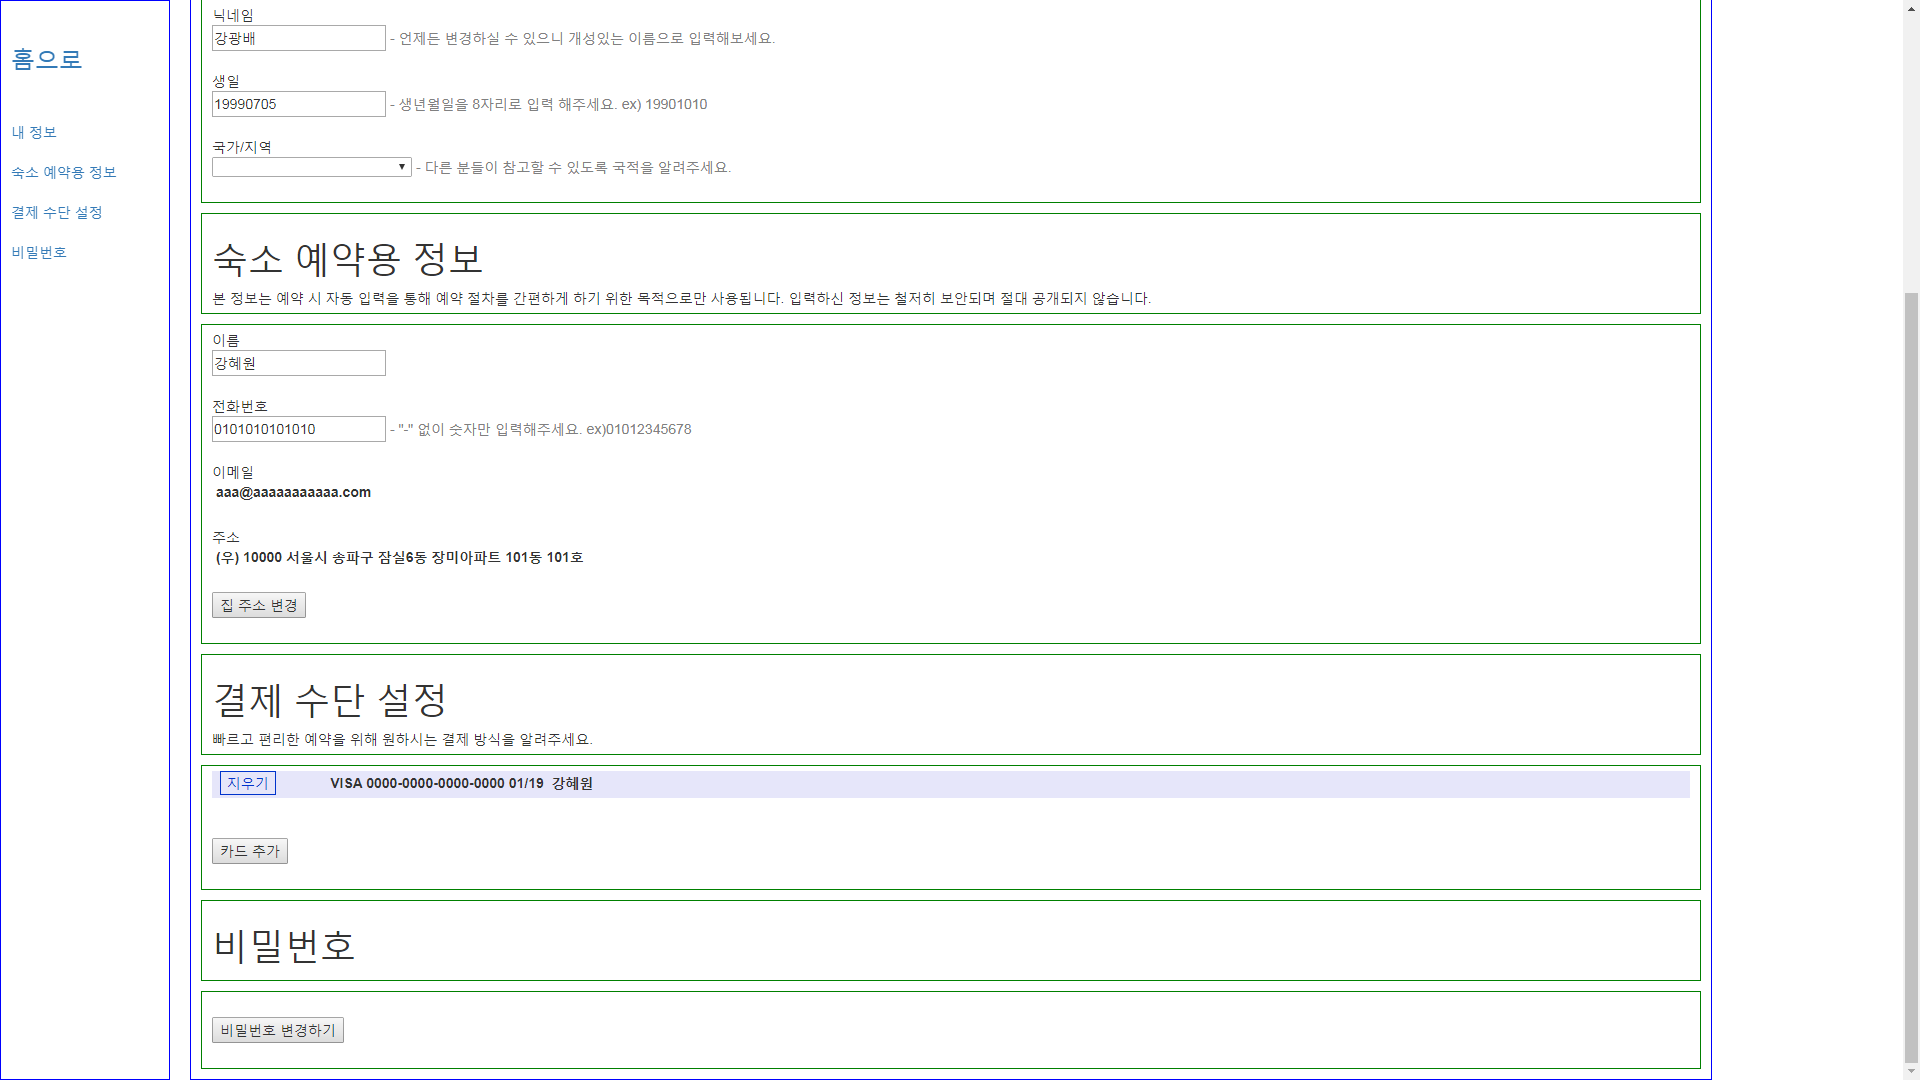 홈으로
내 정보
숙소 예약용 정보
결제 수단 설정
비밀번호
닉네임
강광배 - 언제든 변경하실 수 있으니 개성있는 이름으로 입력해보세요.
생일
19990705 - 생년월일을 8자리로 입력 해주세요. ex) 19901010
국가/지역
- 다른 분들이 참고할 수 있도록 국적을 알려주세요.
숙소 예약용 정보
본 정보는 예약 시 자동 입력을 통해 예약 절차를 간편하게 하기 위한 목적으로만 사용됩니다. 입력하신 정보는 철저히 보안되며 절대 공개되지 않습니다.
이름
강혜원
전화번호
0101010101010 - "-" 없이 숫자만 입력해주세요. ex)01012345678
이메일
aaa@aaaaaaaaaaa.com
주소
(우) 10000 서울시 송파구 잠실6동 장미아파트 101동 101호
집 주소 변경
결제 수단 설정
빠르고 편리한 예약을 위해 원하시는 결제 방식을 알려주세요.
지우기 VISA 0000-0000-0000-0000 01/19 강혜원
카드 추가
비밀번호
비밀번호 변경하기